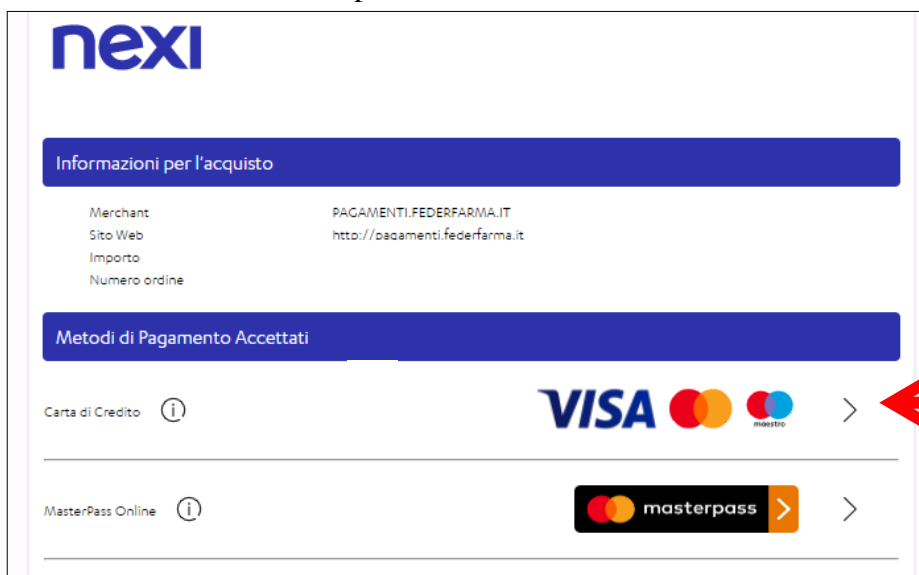 nexi
Informazioni per l'acquisto
Merchant PAGAMENTI.FEDERFARMA.IT
Sito Web http://pagamenti.federfarma.it
Importo
Numero ordine
Metodi di Pagamento Accettati
Carta di Credito i VISA maestro
MasterPass Online i masterpass